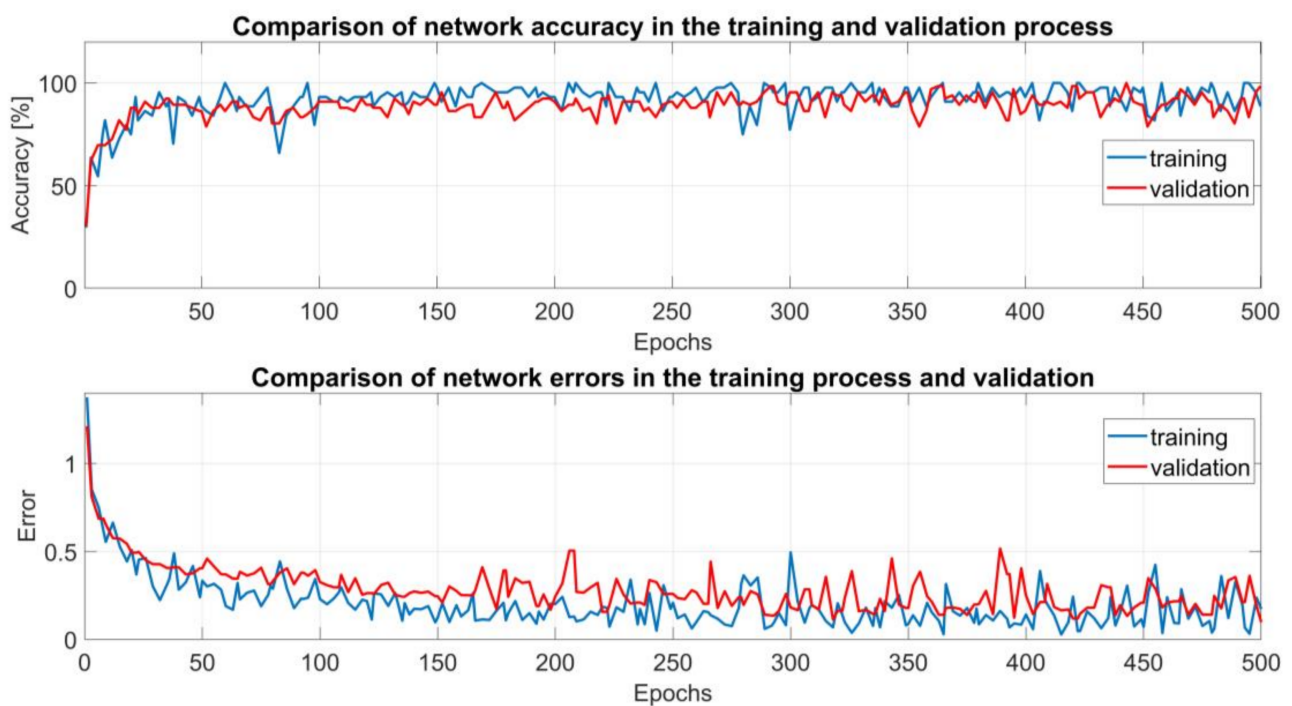 Comparison of network accuracy in the training and validation process
Accuracy [%]
100
50
0
training
validation
50 100 150 200 250 300 350 400 450 500
Epochs
Comparison of network errors in the training process and validation
Error
1
0.5
0
training
validation
0 50 100 150 200 250 300 350 400 450 500
Epochs